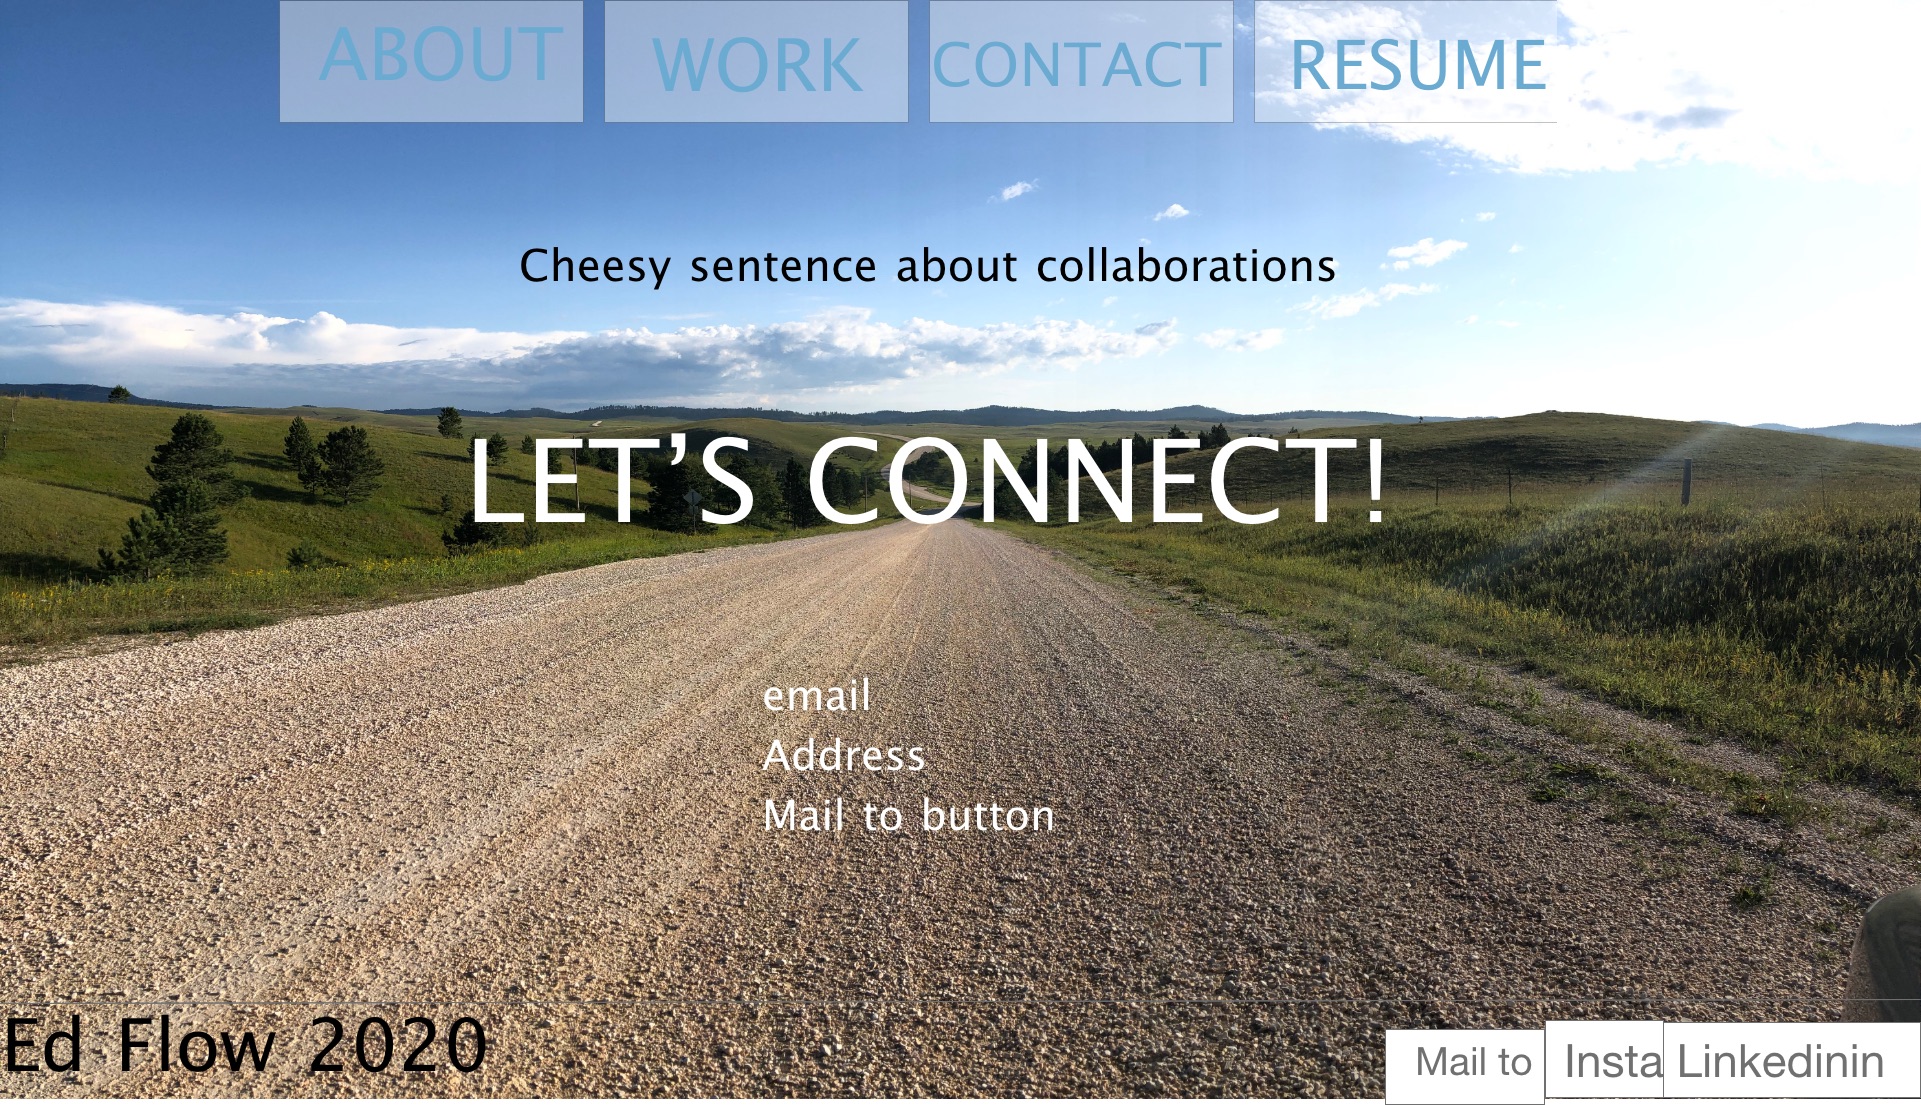 ABOUT WORK CONTACT RESUME
Cheesy sentence about collaborations
LET’S CONNECT!
email
Address
Mail to button
Ed Flow 2020
Mail to Insta Linkedinin